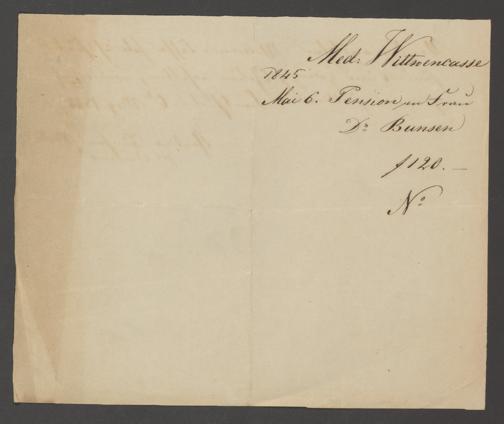 Med: Wittwencasse
1845
Mai 6. Pension an Frau
Dr Bunsen
f 120.—
No